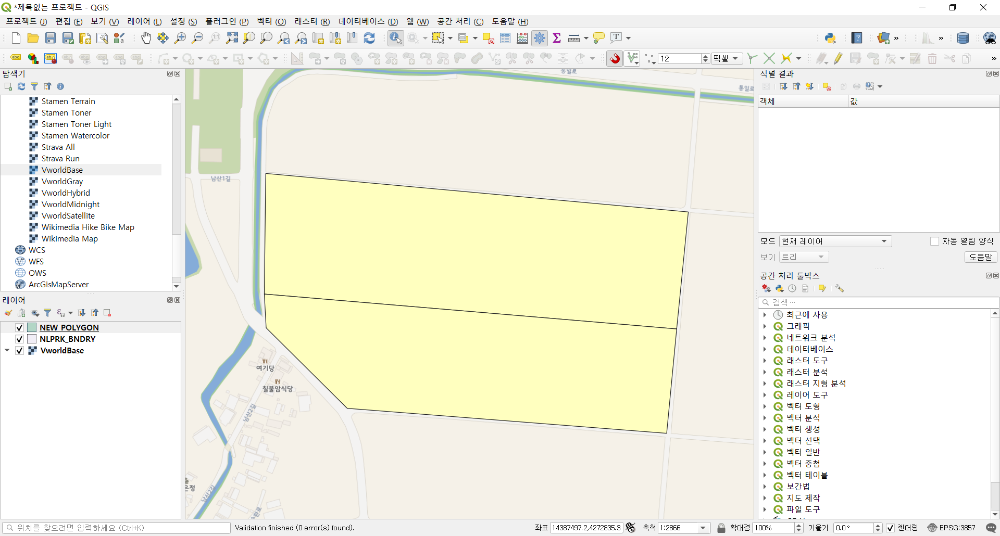 *제목없는 프로젝트 - QGIS
프로젝트 (J) 편집 (E) 보기 (V) 레이어 (L) 설정 (S) 플러그인 (P) 벡터 (O) 래스터 (R) 데이터베이스 (D) 웹 (W) 공간 처리 (C) 도움말 (H)
12 픽셀
탐색기
Stamen Terrain
Stamen Toner
Stamen Toner Light
Stamen Watercolor
Strava All
Strava Run
VworldBase
VworldGray
VworldHybrid
VworldMidnight
VworldSatellite
Wikimedia Hike Bike Map
Wikimedia Map
WCS
WFS
OWS
ArcGisMapServer
레이어
NEW_POLYGON
NLPRK_BNDRY
VworldBase
통일로
통일로
남산1길
여기당
칠불암식당
남산2길
남산2길
식별 결과
객체 값
모드 현재 레이어 자동 열림 양식
보기 트리 도움말
공간 처리 툴박스
검색…
최근에 사용
그래픽
네트워크 분석
데이터베이스
래스터 도구
래스터 분석
래스터 지형 분석
레이어 도구
벡터 도형
벡터 분석
벡터 생성
벡터 선택
벡터 일반
벡터 중첩
벡터 테이블
보간법
지도 제작
파일 도구
위치를 찾으려면 입력하세요 (Ctrl+K) Validation finished (0 error(s) found). 좌표 14387497.2,4272835.3 축척 1:2866 확대경 100% 기울기 0.0 ° 렌더링 EPSG:3857